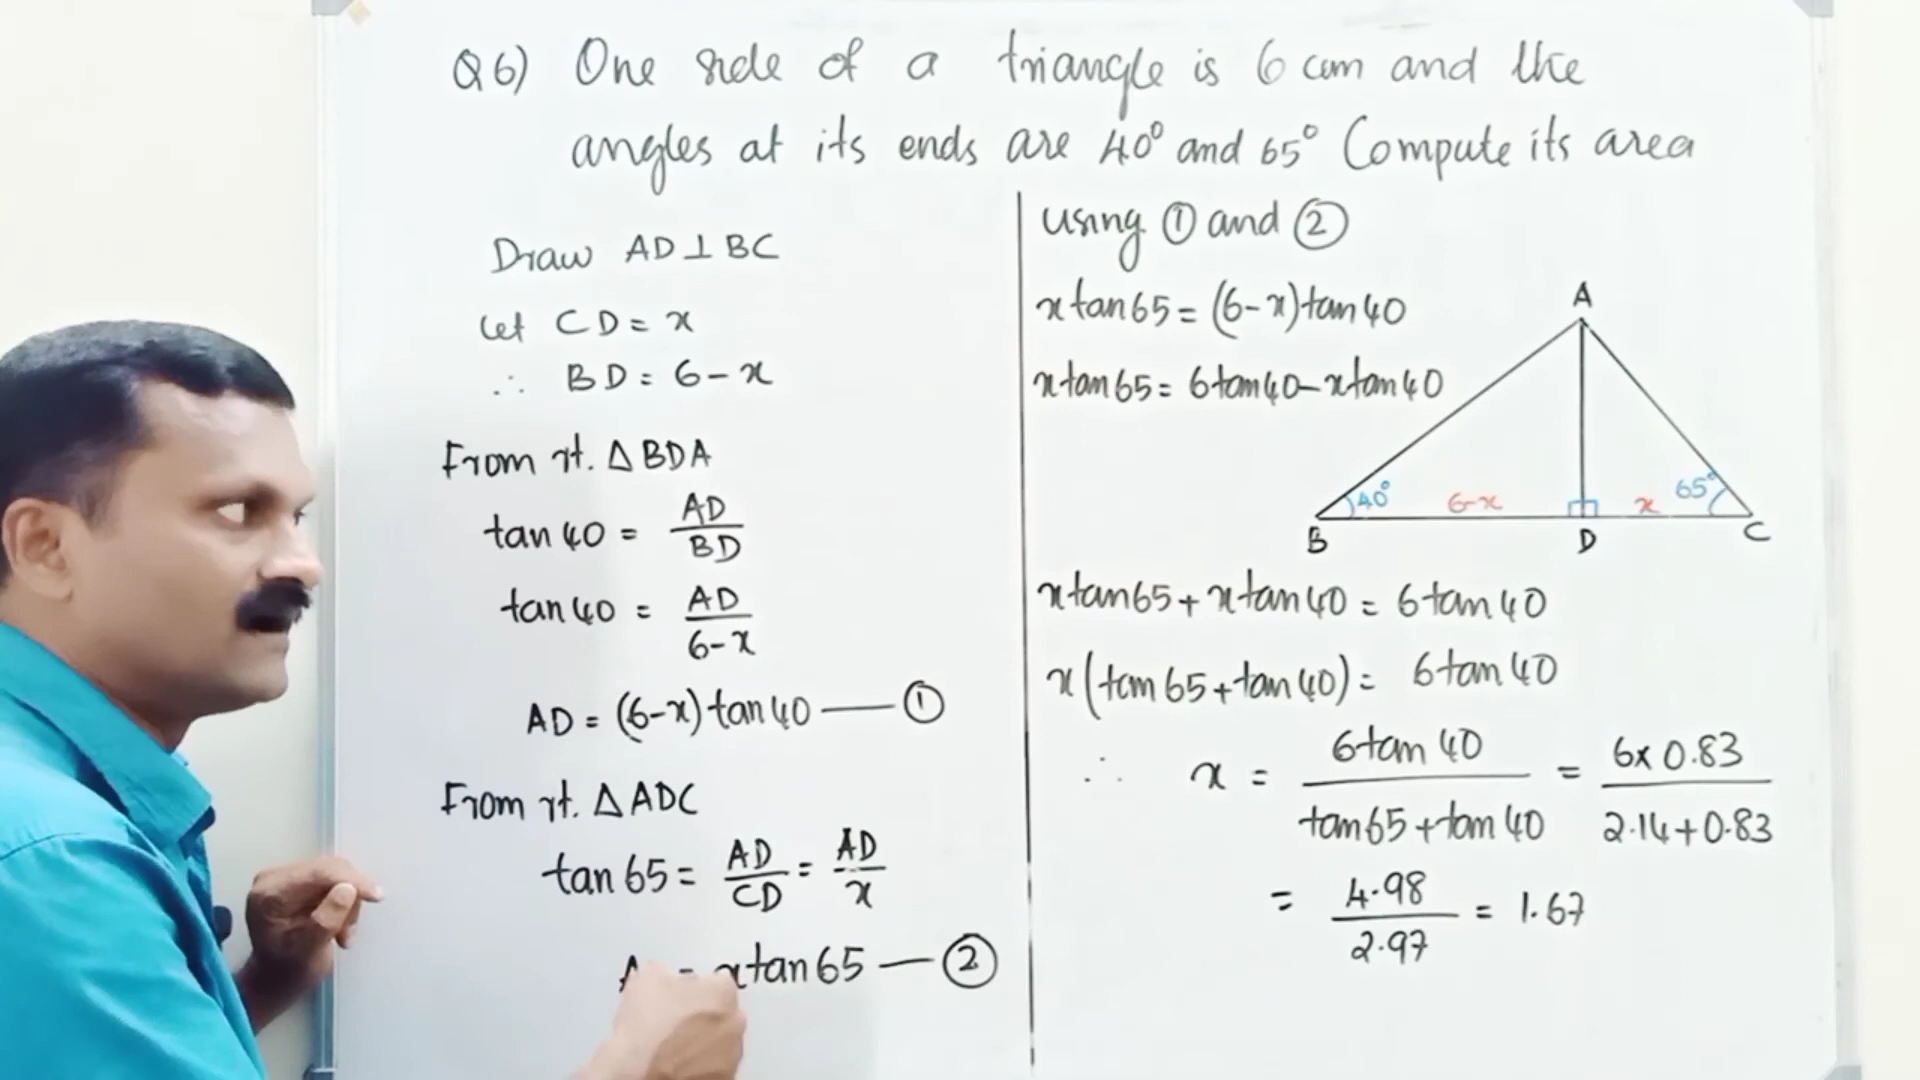 Q6) One side of a triangle is 6 cm and the
angles at its ends are 40° and 65° Compute its area
Draw AD⊥BC
Let CD = x
∴ BD = 6-x
From rt. △BDA
tan 40 = AD/BD
tan 40 = AD/6-x
AD = (6-x) tan 40 — ①
From rt. △ADC
tan 65 = AD/CD = AD/x
= x tan 65 — ②
using ① and ②
x tan 65 = (6-x) tan 40
x tan 65 = 6 tan 40 - x tan 40
A
40° 6-x x 65°
B D C
x tan 65 + x tan 40 = 6 tan 40
x (tan 65 + tan 40) = 6 tan 40
∴ x = 6 tan 40/tan 65 + tan 40 = 6 x 0.83/2.14 + 0.83
= 4.98/2.97 = 1.67